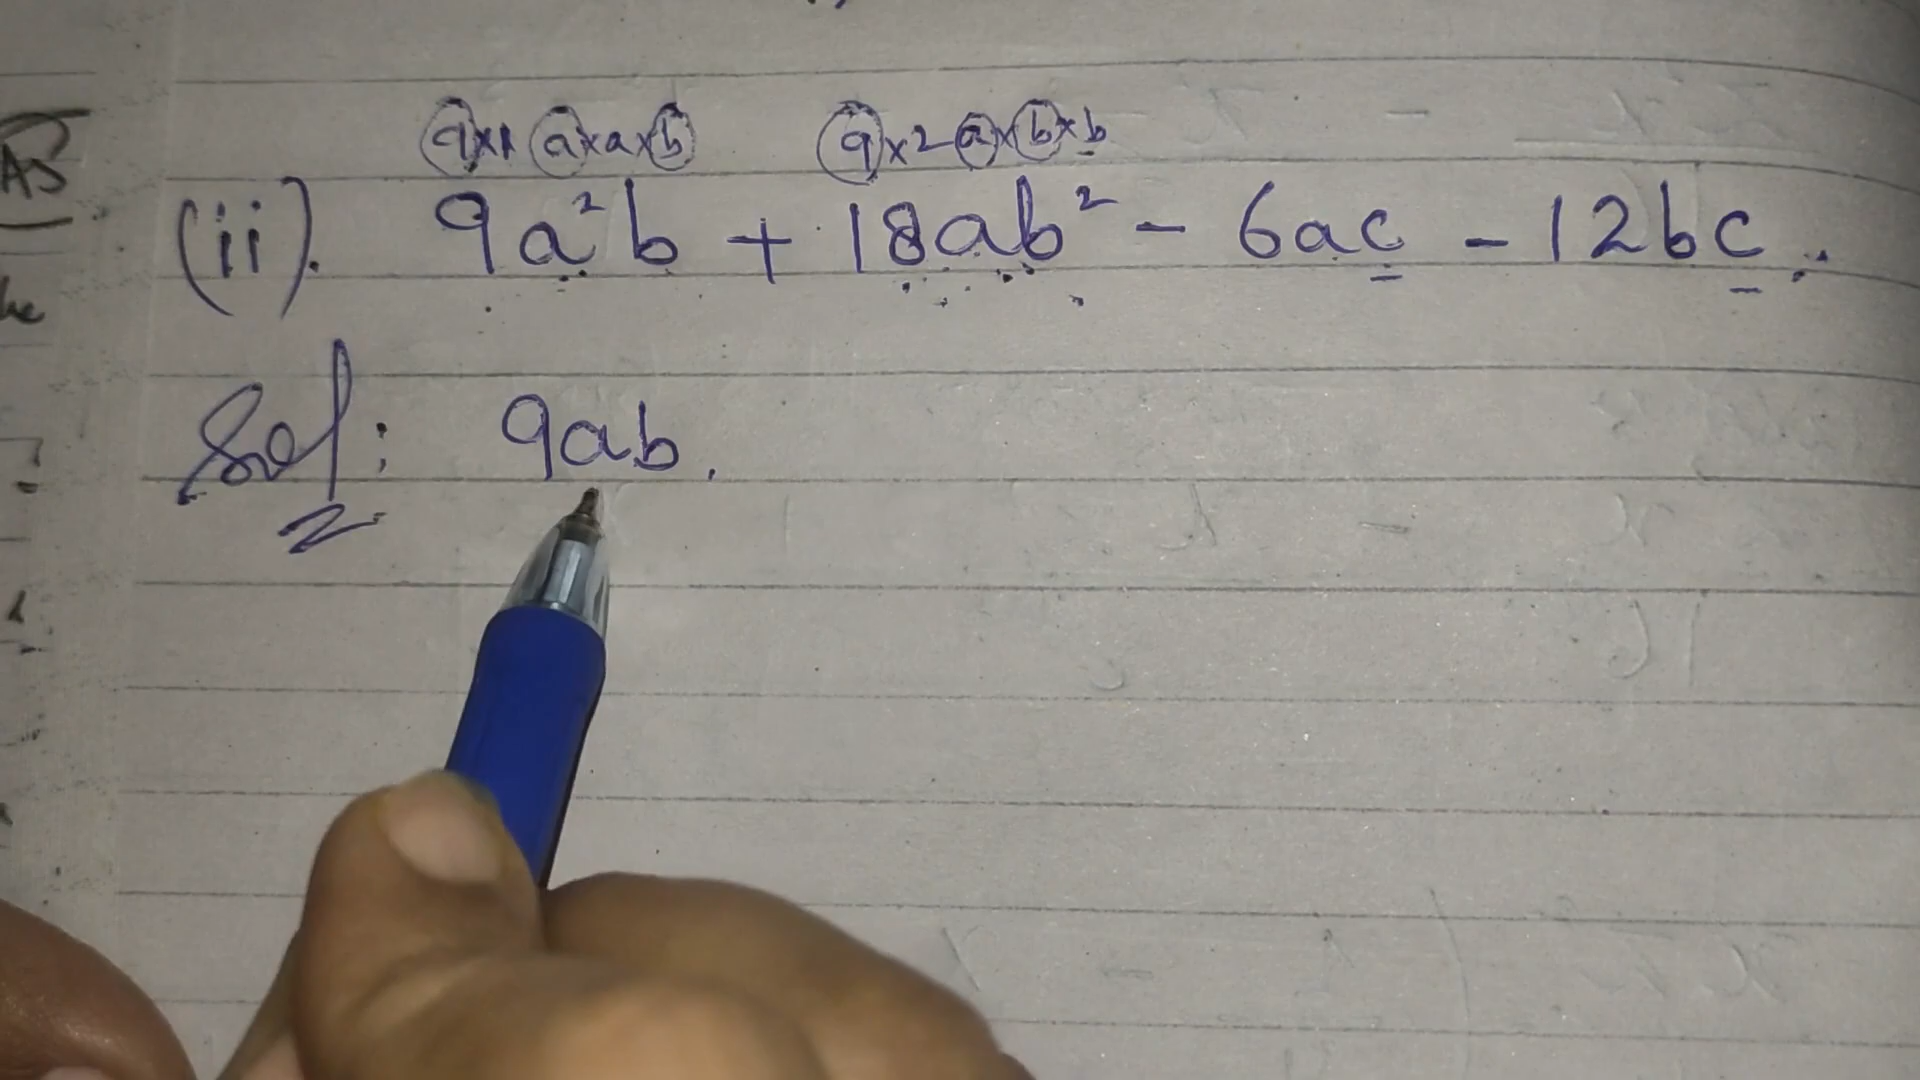 9×1 a×a×b 9×2 a×b×b
(ii). 9a²b + 18ab² - 6ac - 12bc.
Sol: 9ab.